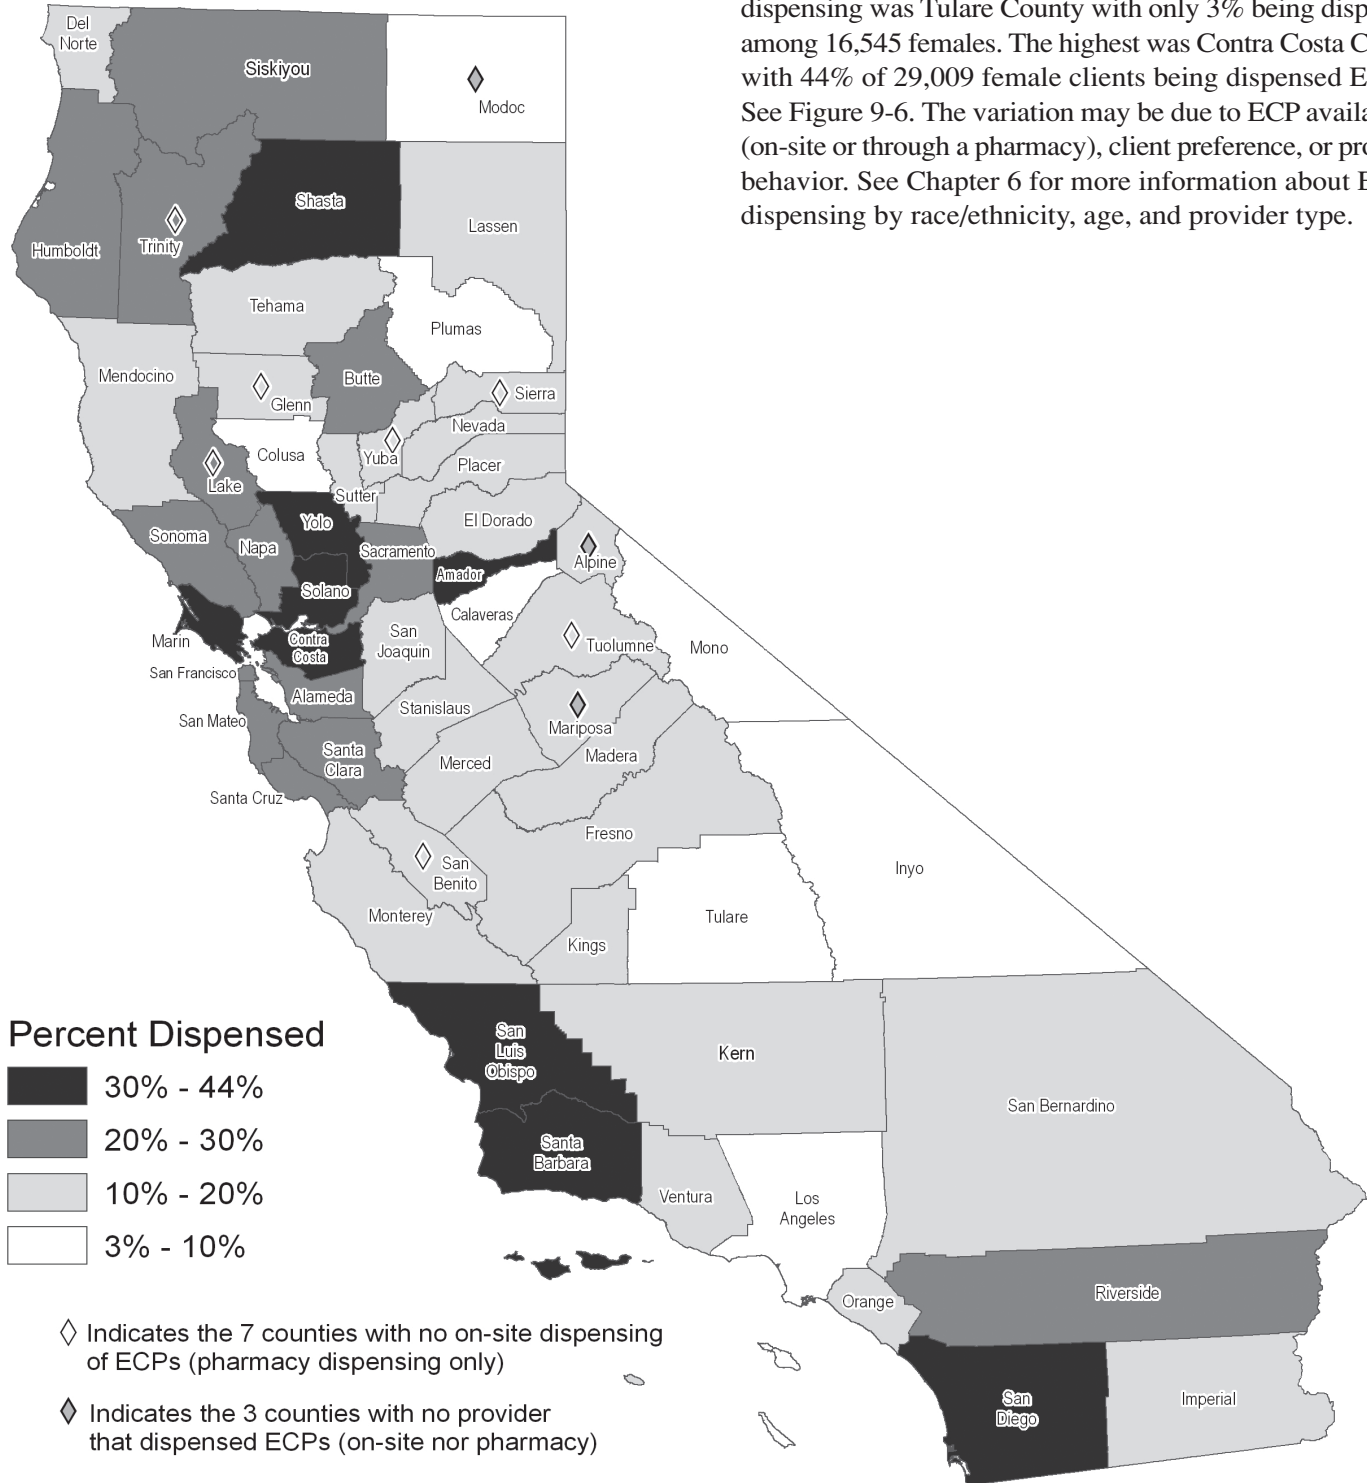 dispensing was Tulare County with only 3% being disp
among 16,545 females. The highest was Contra Costa C
with 44% of 29,009 female clients being dispensed E
See Figure 9-6. The variation may be due to ECP availa
(on-site or through a pharmacy), client preference, or pro
behavior. See Chapter 6 for more information about E
dispensing by race/ethnicity, age, and provider type.
Del
Norte
Siskiyou
Modoc
Shasta
Lassen
Humboldt
Trinity
Tehama
Plumas
Mendocino
Butte
Glenn
Sierra
Nevada
Colusa
Yuba
Placer
Lake
Sutter
Yolo
El Dorado
Sonoma
Napa
Sacramento
Alpine
Amador
Solano
Calaveras
Marin
Contra
Costa
San
Joaquin
Tuolumne
Mono
San Francisco
Alameda
Stanislaus
San Mateo
Mariposa
Santa
Clara
Merced
Madera
Santa Cruz
Fresno
San
Benito
Inyo
Monterey
Tulare
Kings
Percent Dispensed
30% - 44%
20% - 30%
10% - 20%
3% - 10%
San
Luis
Obispo
Kern
San Bernardino
Santa
Barbara
Ventura
Los
Angeles
Orange
Riverside
San
Diego
Imperial
Indicates the 7 counties with no on-site dispensing
of ECPs (pharmacy dispensing only)
Indicates the 3 counties with no provider
that dispensed ECPs (on-site nor pharmacy)